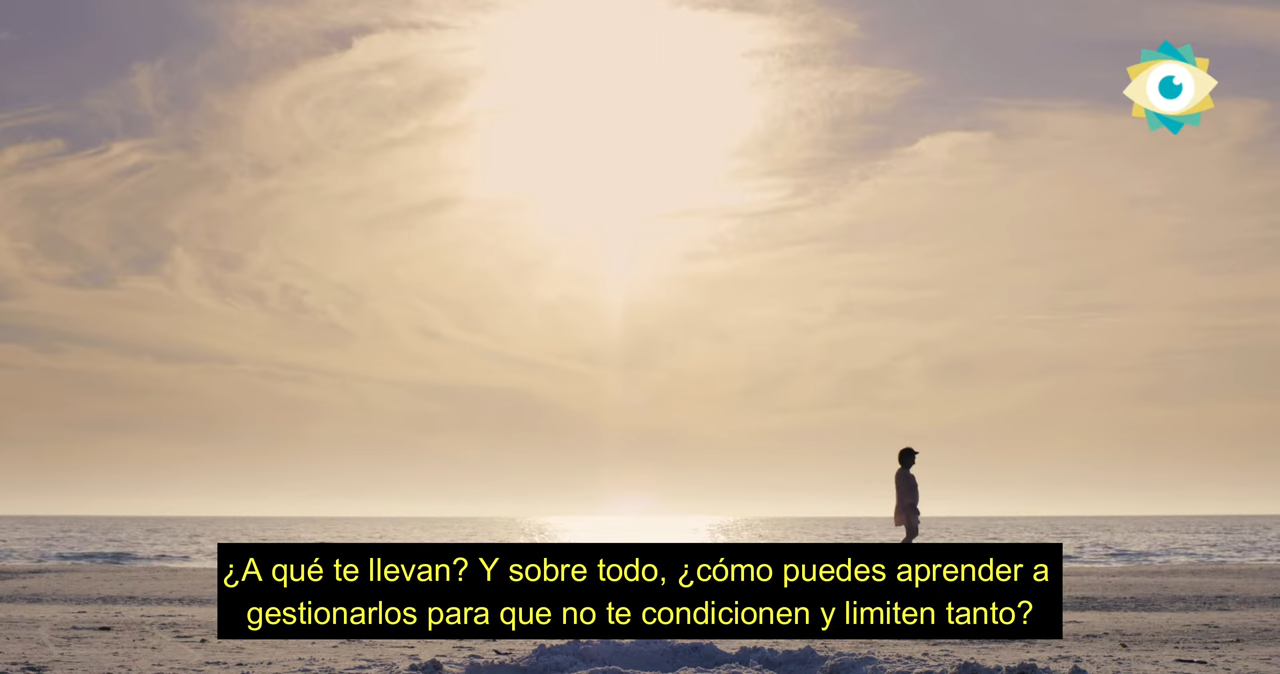 ¿A qué te llevan? Y sobre todo, ¿cómo puedes aprender a
gestionarlos para que no te condicionen y limiten tanto?